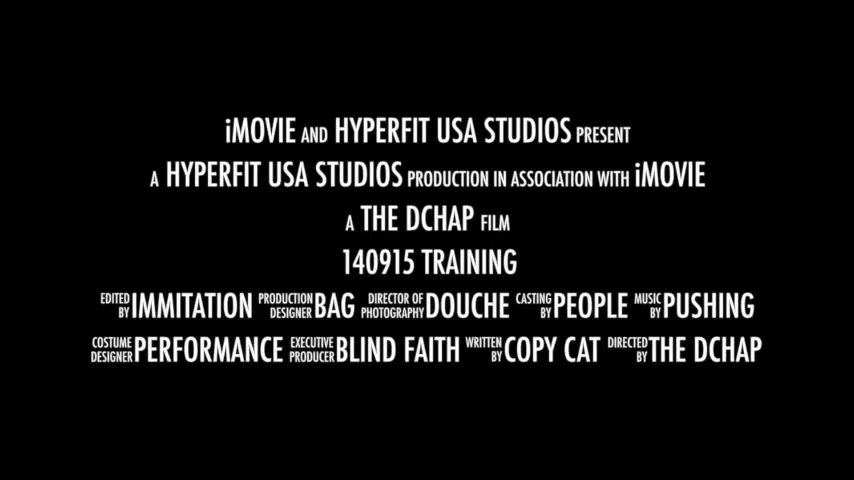 iMOVIE AND HYPERFIT USA STUDIOS PRESENT
A HYPERFIT USA STUDIOS PRODUCTION IN ASSOCIATION WITH iMOVIE
A THE DCHAP FILM
140915 TRAINING
EDITED BY IMMITATION PRODUCTION DESIGNER BAG DIRECTOR OF PHOTOGRAPHY DOUCHE CASTING BY PEOPLE MUSIC BY PUSHING
COSTUME DESIGNER PERFORMANCE EXECUTIVE PRODUCER BLIND FAITH WRITTEN BY COPY CAT DIRECTED BY THE DCHAP